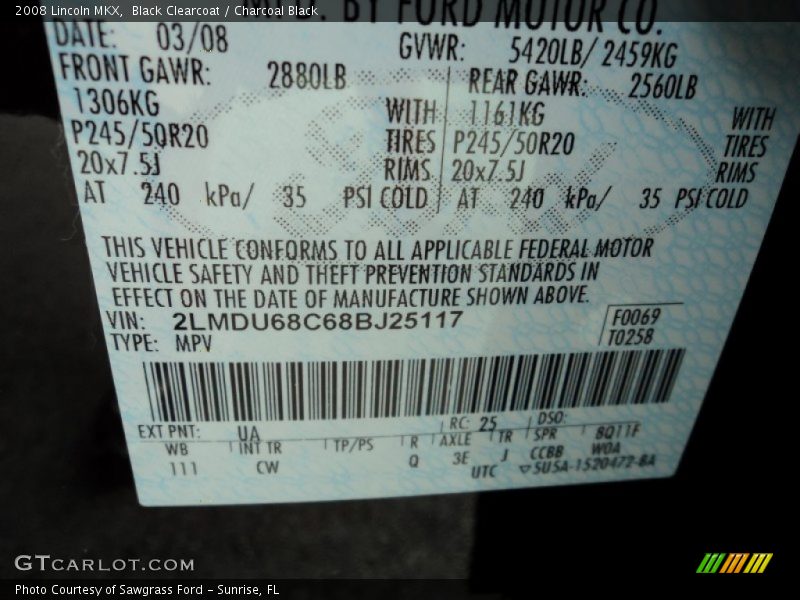 2008 Lincoln MKX,  Black Clearcoat / Charcoal Black
BY FORD MOTOR CO.
DATE: 03/08 GVWR: 5420LB/ 2459KG
FRONT GAWR: 2880LB REAR GAWR: 2560LB
1306KG WITH 1161KG WITH
P245/50R20 TIRES P245/50R20 TIRES
20x7.5J RIMS 20x7.5J RIMS
AT 240 kPa/ 35 PSI COLD AT 240 kPa/ 35 PSI COLD
THIS VEHICLE CONFORMS TO ALL APPLICABLE FEDERAL MOTOR
VEHICLE SAFETY AND THEFT PREVENTION STANDARDS IN
EFFECT ON THE DATE OF MANUFACTURE SHOWN ABOVE.
VIN: 2LMDU68C68BJ25117 F0069
TYPE: MPV T0258
EXT PNT: UA RC: 25 DSO:
WB INT TR TP/PS R AXLE TR SPR 8Q11F
111 CW Q 3E J CCBB WOA
UTC ▽SU5A-1520472-BA
GTCARLOT.COM
Photo Courtesy of Sawgrass Ford - Sunrise, FL